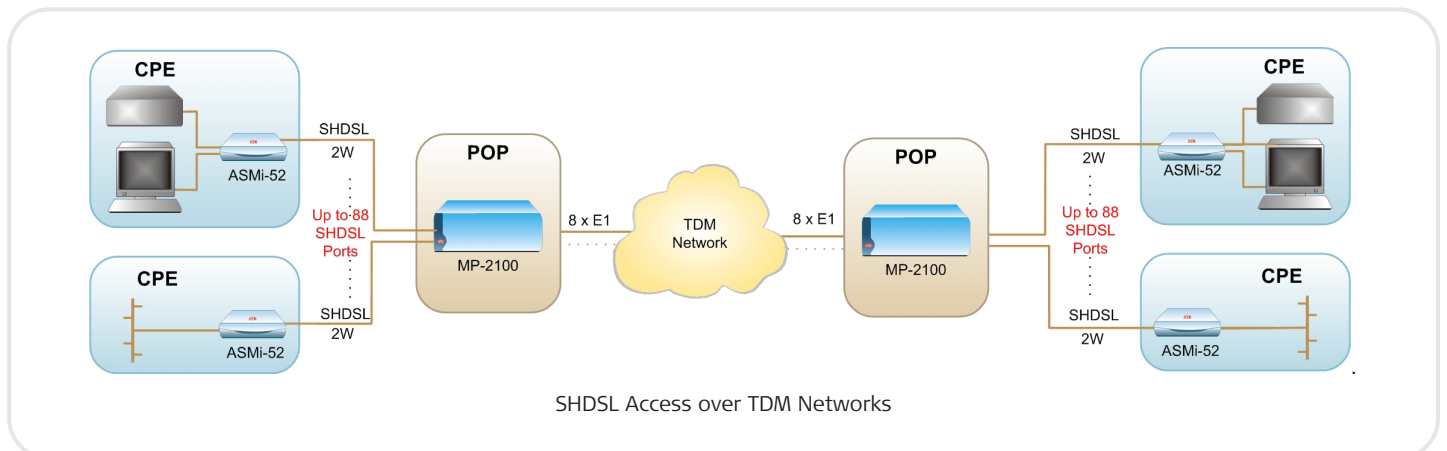 CPE
ASMi-52
SHDSL
2W
Up to 88
SHDSL
Ports
CPE
ASMi-52
SHDSL
2W
POP
MP-2100
8 x E1
TDM
Network
8 x E1
POP
MP-2100
SHDSL
2W
Up to 88
SHDSL
Ports
SHDSL
2W
CPE
ASMi-52
CPE
ASMi-52
SHDSL Access over TDM Networks